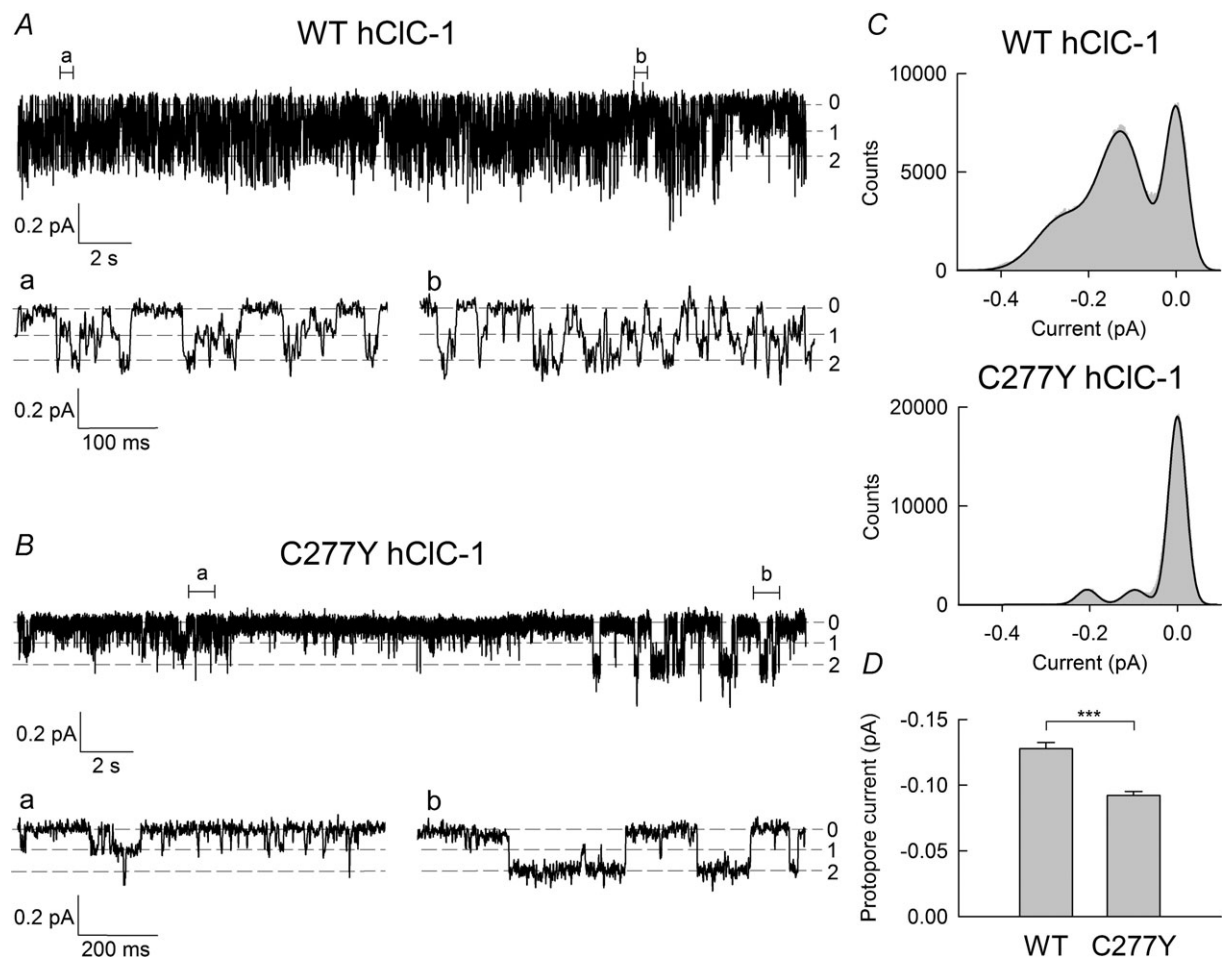 A
WT hClC-1
a
b
0
1
2
0.2 pA
2 s
a
b
0
1
2
0.2 pA
100 ms
B
C277Y hClC-1
a
b
0
1
2
0.2 pA
2 s
a
b
0
1
2
0.2 pA
200 ms
C
WT hClC-1
10000
5000
0
Counts
-0.4
-0.2
0.0
Current (pA)
C277Y hClC-1
20000
10000
0
Counts
-0.4
-0.2
0.0
Current (pA)
D
***
-0.15
-0.10
-0.05
0.00
Protopore current (pA)
WT
C277Y